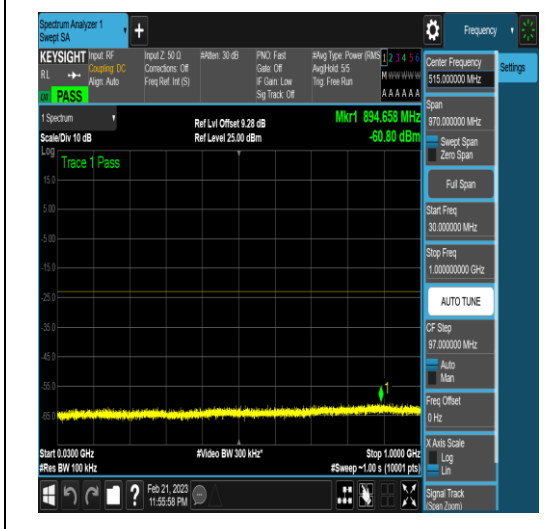 Spectrum Analyzer 1
Swept SA
+
Frequency
KEYSIGHT
RL
PASS
Input: RF
Coupling: DC
Align: Auto
Input Z: 50 Ω
Corrections: Off
Freq Ref: Int (S)
#Atten: 30 dB
PNO: Fast
Gate: Off
IF Gain: Low
Sig Track: Off
#Avg Type: Power (RMS
Avg|Hold: 5/5
Trig: Free Run
1 2 3 4 5 6
M W W W W W
A A A A A A
1 Spectrum
Scale/Div 10 dB
Ref Lvl Offset 9.28 dB
Ref Level 25.00 dBm
Mkr1 894.658 MHz
-60.80 dBm
Log
Trace 1 Pass
15.0
5.00
-5.00
-15.0
-25.0
-35.0
-45.0
-55.0
-65.0
1
Start 0.0300 GHz
#Res BW 100 kHz
#Video BW 300 kHz*
Stop 1.0000 GHz
#Sweep ~1.00 s (10001 pts)
?
Feb 21, 2023
11:55:58 PM
Center Frequency
515.000000 MHz
Settings
Span
970.000000 MHz
Swept Span
Zero Span
Full Span
Start Freq
30.000000 MHz
Stop Freq
1.000000000 GHz
AUTO TUNE
CF Step
97.000000 MHz
Auto
Man
Freq Offset
0 Hz
X Axis Scale
Log
Lin
Signal Track
(Span Zoom)